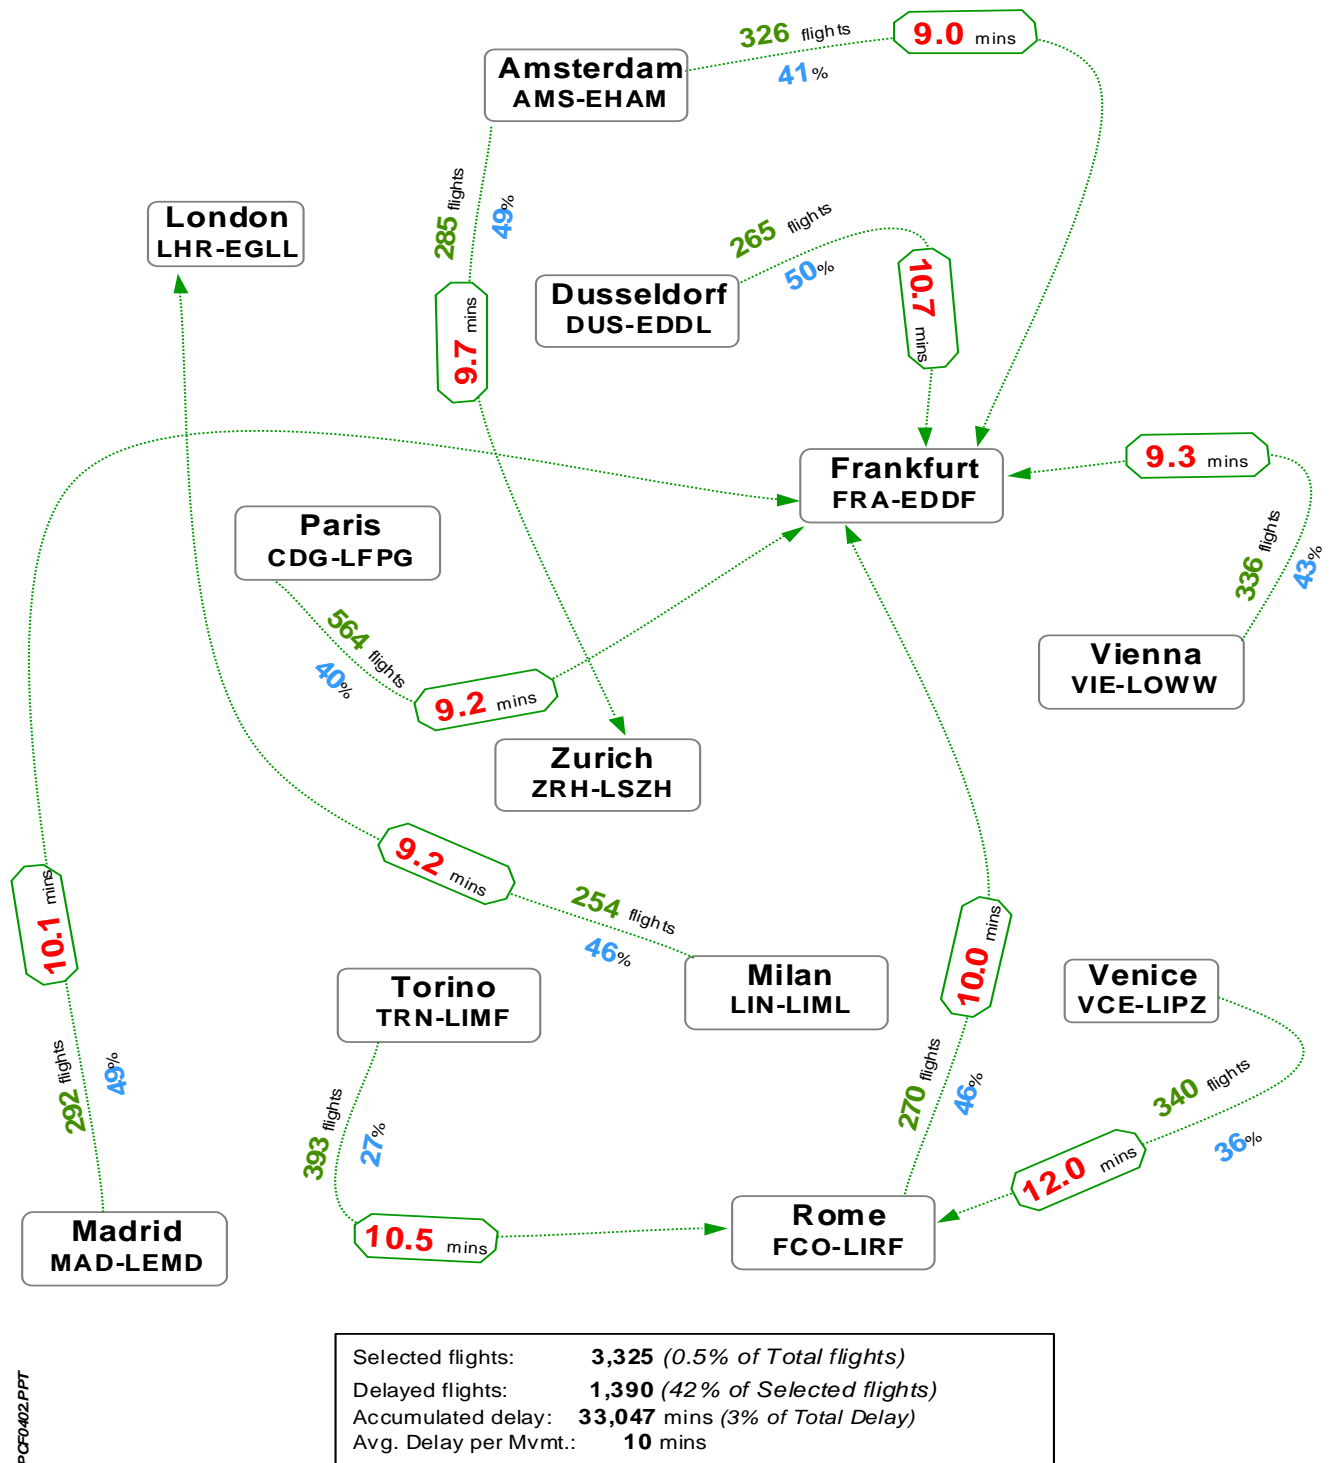 326 flights
9.0 mins
41%
Amsterdam
AMS-EHAM
285 flights
49%
London
LHR-EGLL
265 flights
50%
Dusseldorf
DUS-EDDL
10.7 mins
9.7 mins
Frankfurt
FRA-EDDF
9.3 mins
Paris
CDG-LFPG
336 flights
43%
564 flights
40%
9.2 mins
Vienna
VIE-LOWW
Zurich
ZRH-LSZH
9.2 mins
254 flights
46%
10.1 mins
Torino
TRN-LIMF
Milan
LIN-LIML
10.0 mins
Venice
VCE-LIPZ
292 flights
49%
393 flights
27%
270 flights
46%
340 flights
36%
12.0 mins
Madrid
MAD-LEMD
10.5 mins
Rome
FCO-LIRF
Selected flights: 3,325 (0.5% of Total flights)
Delayed flights: 1,390 (42% of Selected flights)
Accumulated delay: 33,047 mins (3% of Total Delay)
Avg. Delay per Mvmt.: 10 mins
PCF0402.PPT